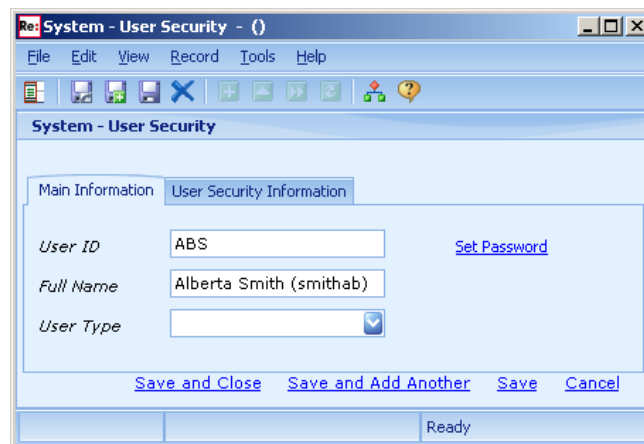 Re: System - User Security - ()
File Edit View Record Tools Help
System - User Security
Main Information User Security Information
User ID ABS Set Password
Full Name Alberta Smith (smithab)
User Type
Save and Close Save and Add Another Save Cancel
Ready